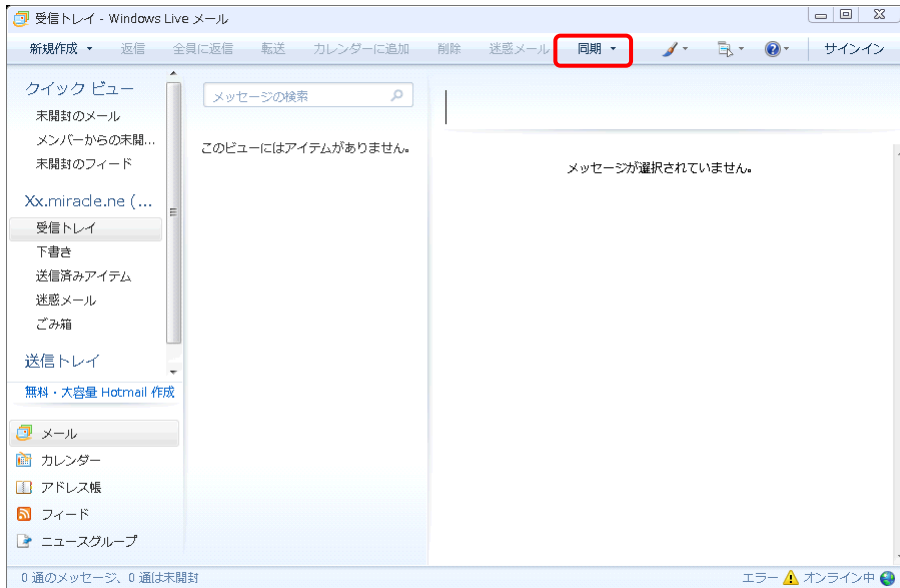 受信トレイ - Windows Live メール
新規作成 返信 全員に返信 転送 カレンダーに追加 削除 迷惑メール 同期 サインイン
クイック ビュー
未開封のメール
メンバーからの未開...
未開封のフィード
Xx.miracle.ne (...
受信トレイ
下書き
送信済みアイテム
迷惑メール
ごみ箱
送信トレイ
無料・大容量 Hotmail 作成
メール
カレンダー
アドレス帳
フィード
ニュースグループ
メッセージの検索
このビューにはアイテムがありません。
メッセージが選択されていません。
0 通のメッセージ、0 通は未開封
エラー オンライン中